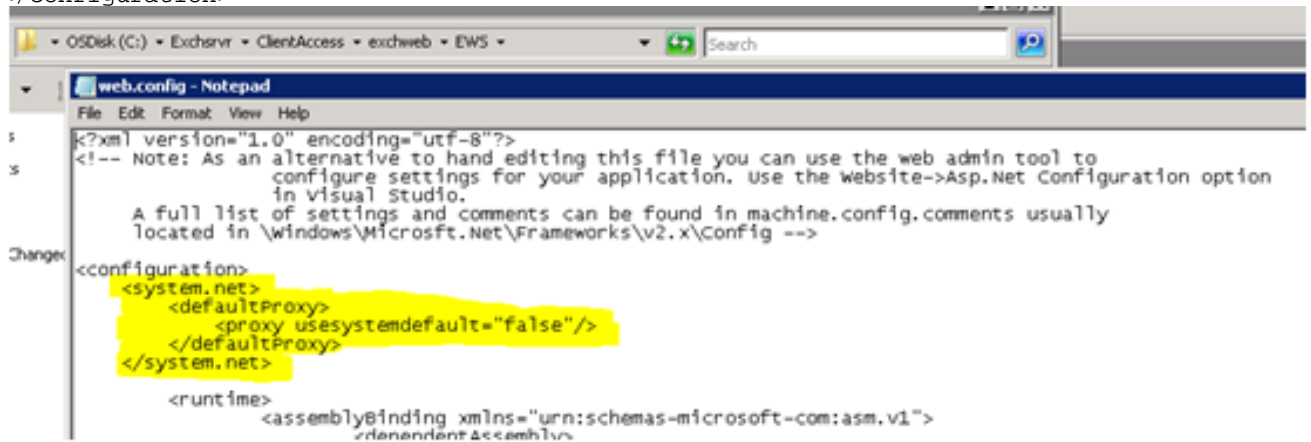 </configuration>
OSDisk (C:) ▾ Exchsrvr ▾ ClientAccess ▾ exchweb ▾ EWS ▾ Search
web.config - Notepad
File Edit Format View Help
<?xml version="1.0" encoding="utf-8"?>
<!-- Note: As an alternative to hand editing this file you can use the web admin tool to
configure settings for your application. Use the Website->Asp.Net Configuration option
in Visual Studio.
A full list of settings and comments can be found in machine.config.comments usually
located in \Windows\Microsft.Net\Frameworks\v2.x\Config -->
Changed
<configuration>
<system.net>
<defaultProxy>
<proxy usesystemdefault="false"/>
</defaultProxy>
</system.net>
<runtime>
<assemblyBinding xmlns="urn:schemas-microsoft-com:asm.v1">
<dependentAssembly>